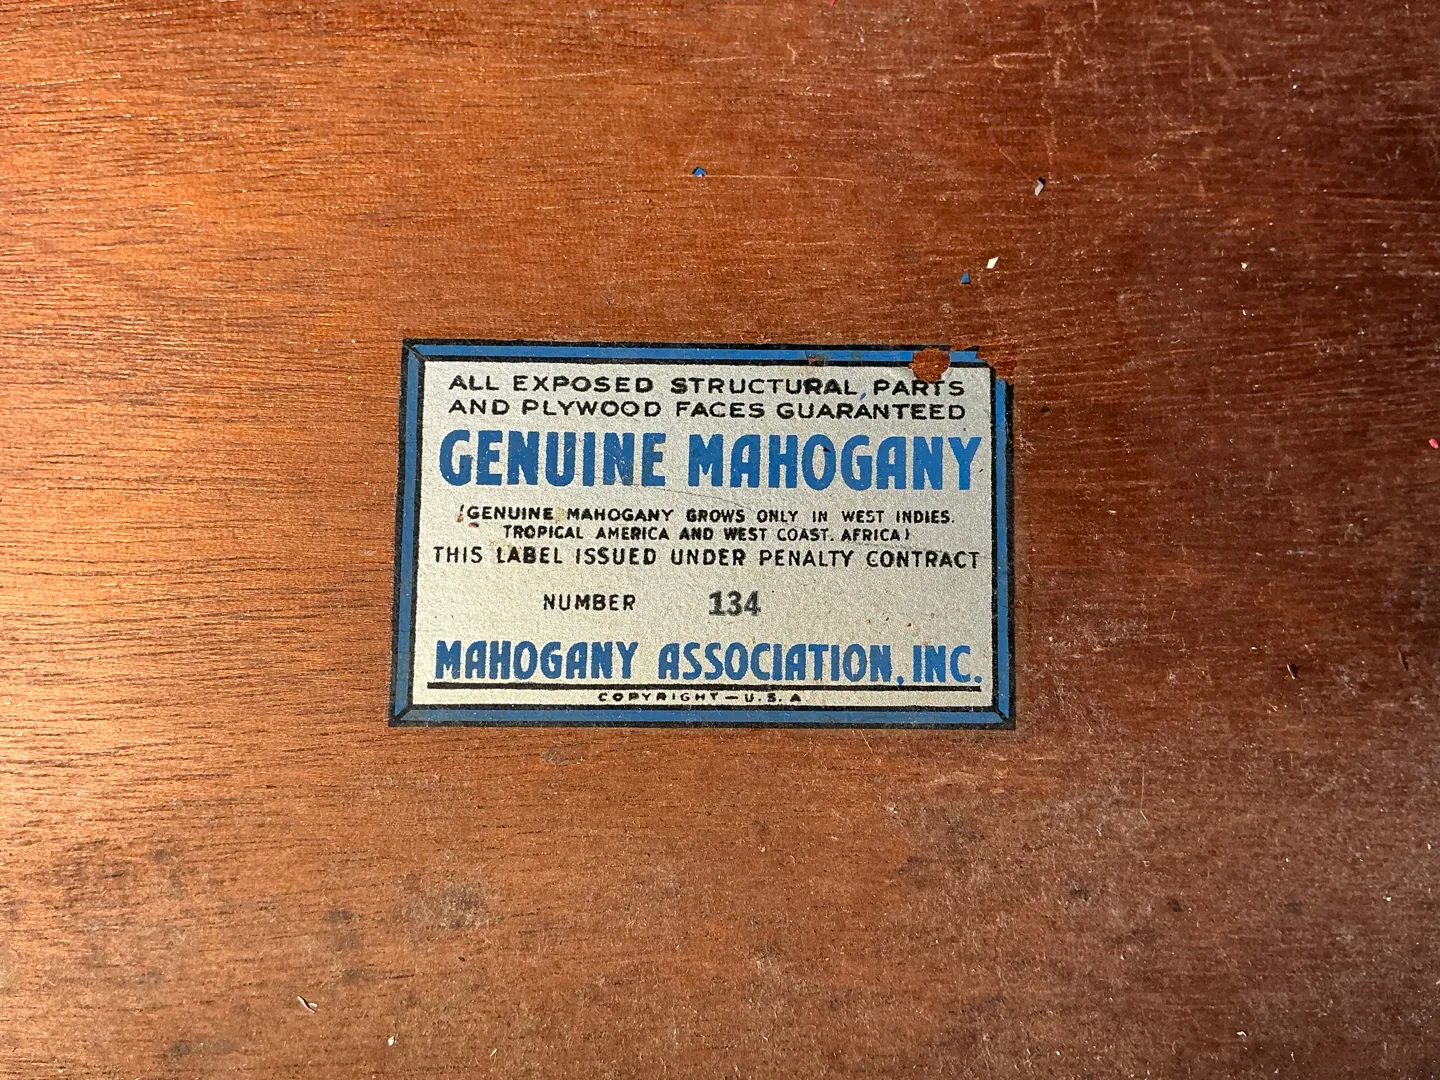 ALL EXPOSED STRUCTURAL PARTS
AND PLYWOOD FACES GUARANTEED
GENUINE MAHOGANY
(GENUINE MAHOGANY GROWS ONLY IN WEST INDIES.
TROPICAL AMERICA AND WEST COAST. AFRICA)
THIS LABEL ISSUED UNDER PENALTY CONTRACT
NUMBER 134
MAHOGANY ASSOCIATION, INC.
COPYRIGHT — U.S.A